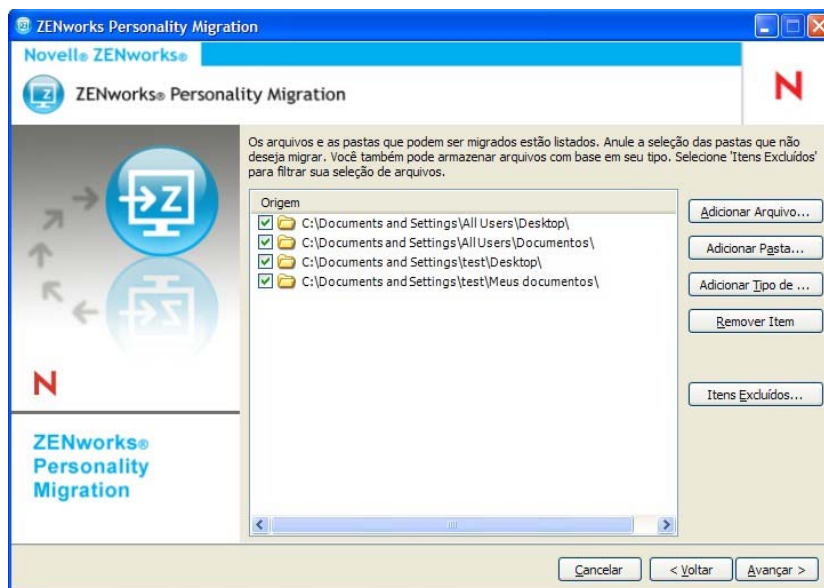 ZENworks Personality Migration
Novell® ZENworks®
ZENworks® Personality Migration
N
Os arquivos e as pastas que podem ser migrados estão listados. Anule a seleção das pastas que não
deseja migrar. Você também pode armazenar arquivos com base em seu tipo. Selecione 'Itens Excluídos'
para filtrar sua seleção de arquivos.
Origem
C:\Documents and Settings\All Users\Desktop\
C:\Documents and Settings\All Users\Documentos\
C:\Documents and Settings\test\Desktop\
C:\Documents and Settings\test\Meus documentos\
Adicionar Arquivo...
Adicionar Pasta...
Adicionar Tipo de ...
Remover Item
Itens Excluídos...
Z
N
ZENworks®
Personality
Migration
Cancelar
< Voltar
Avançar >